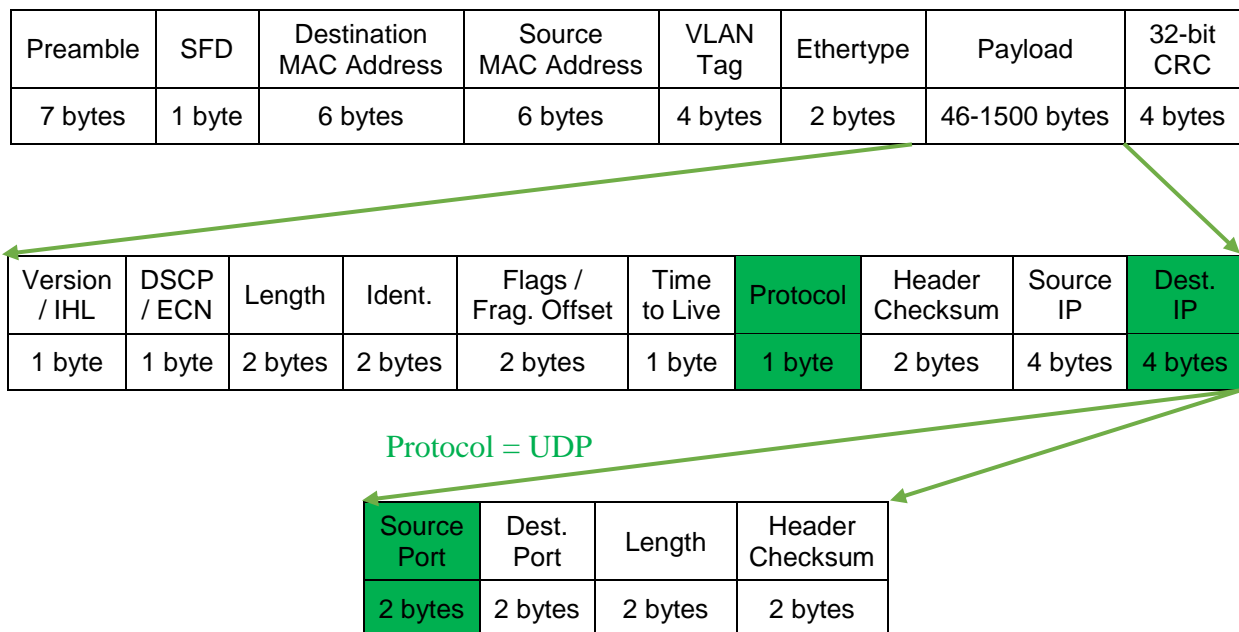 Preamble SFD Destination MAC Address Source MAC Address VLAN Tag Ethertype Payload 32-bit CRC
7 bytes 1 byte 6 bytes 6 bytes 4 bytes 2 bytes 46-1500 bytes 4 bytes
Version / IHL DSCP / ECN Length Ident. Flags / Frag. Offset Time to Live Protocol Header Checksum Source IP Dest. IP
1 byte 1 byte 2 bytes 2 bytes 2 bytes 1 byte 1 byte 2 bytes 4 bytes 4 bytes
Protocol = UDP
Source Port Dest. Port Length Header Checksum
2 bytes 2 bytes 2 bytes 2 bytes